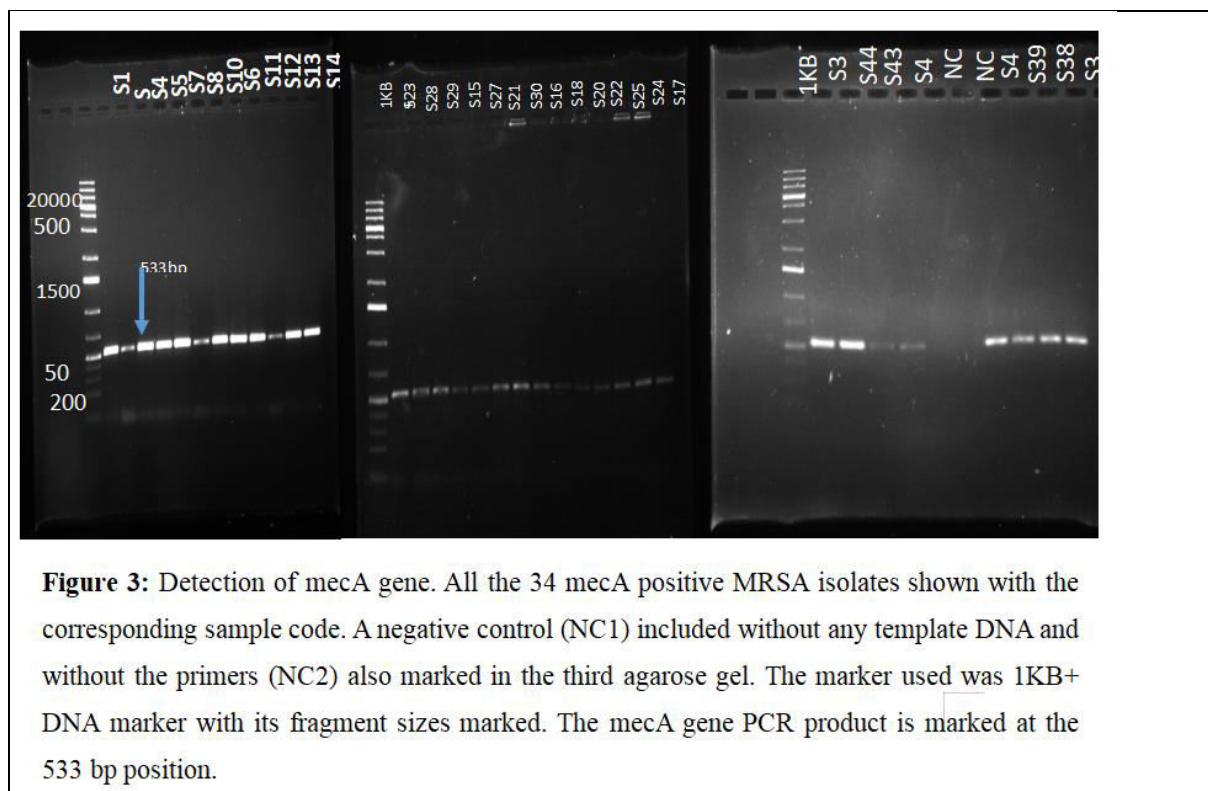 S1 S S4 S5 S7 S8 S10 S6 S11 S12 S13 S14
1KB S23 S28 S29 S15 S27 S21 S30 S16 S18 S20 S22 S25 S24 S17
1KB S3 S44 S43 S4 NC NC S4 S39 S38 S3
20000
500
533bp
1500
50
200
Figure 3: Detection of mecA gene. All the 34 mecA positive MRSA isolates shown with the
corresponding sample code. A negative control (NC1) included without any template DNA and
without the primers (NC2) also marked in the third agarose gel. The marker used was 1KB+
DNA marker with its fragment sizes marked. The mecA gene PCR product is marked at the
533 bp position.